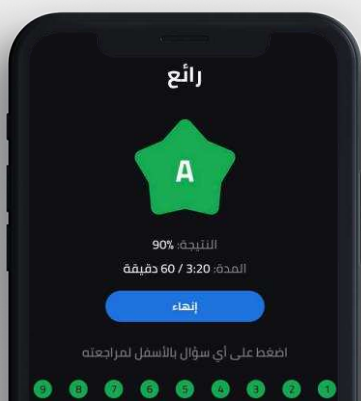 رائع
A
النتيجة: 90%
المدة: 3:20 / 60 دقيقة
إنهاء
اضغط على أي سؤال بالأسفل لمراجعته
1 2 3 4 5 6 7 8 9